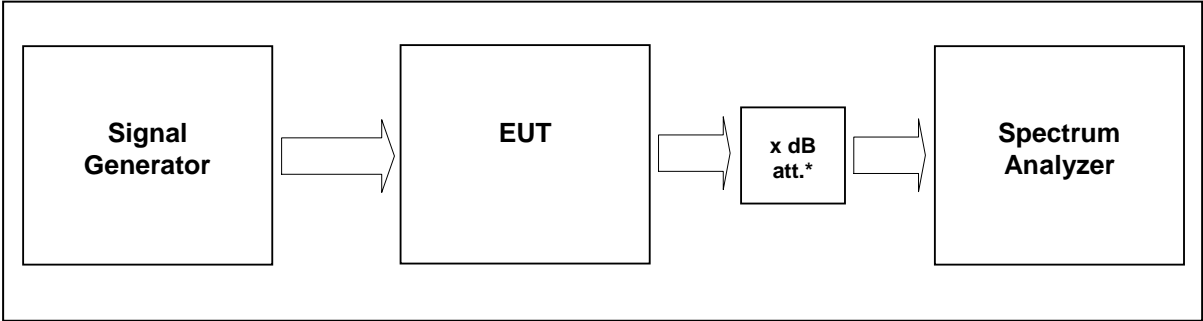 Signal
Generator
EUT
x dB
att.*
Spectrum
Analyzer